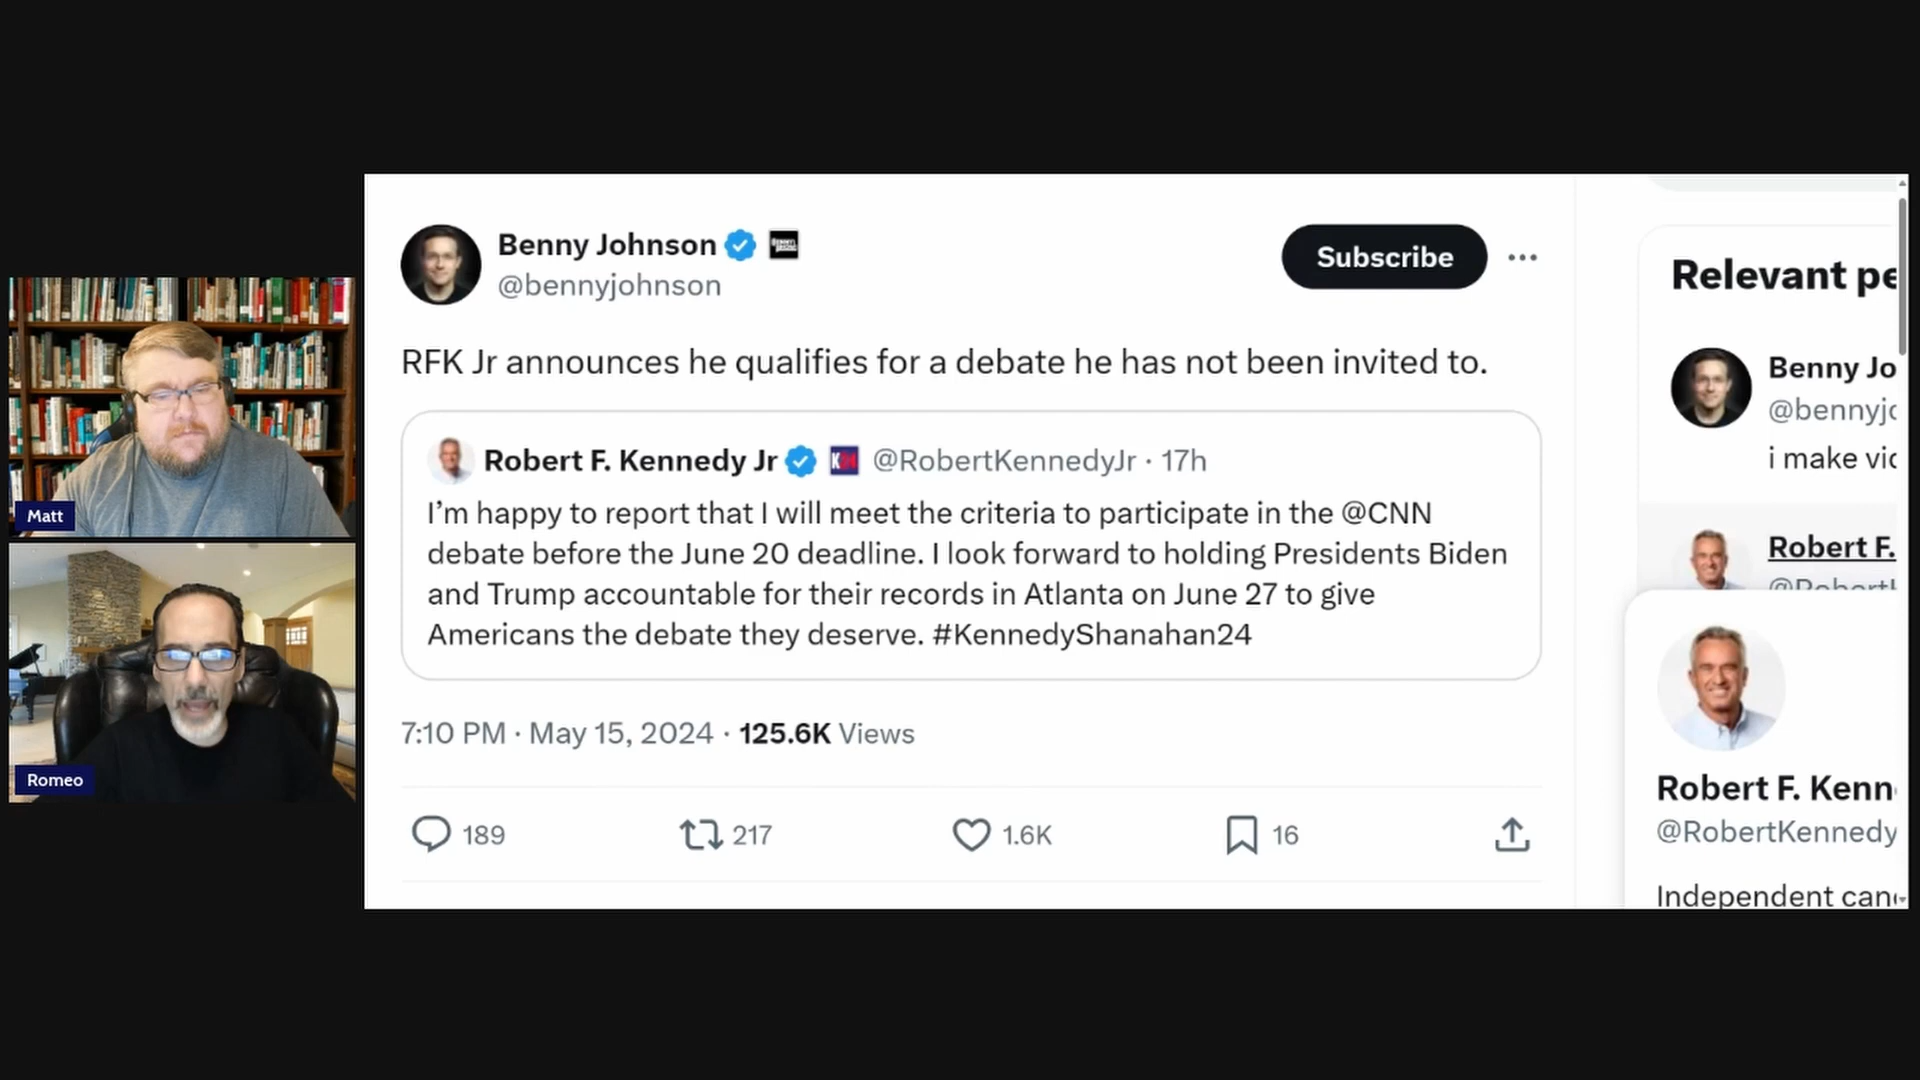 Matt
Romeo
Benny Johnson
@bennyjohnson
Subscribe
RFK Jr announces he qualifies for a debate he has not been invited to.
Robert F. Kennedy Jr K24 @RobertKennedyJr · 17h
I’m happy to report that I will meet the criteria to participate in the @CNN
debate before the June 20 deadline. I look forward to holding Presidents Biden
and Trump accountable for their records in Atlanta on June 27 to give
Americans the debate they deserve. #KennedyShanahan24
7:10 PM · May 15, 2024 · 125.6K Views
189 217 1.6K 16
Relevant pe
Benny Jo
@bennyjo
i make vid
Robert F.
Robert F. Kenn
@RobertKennedy
Independent can